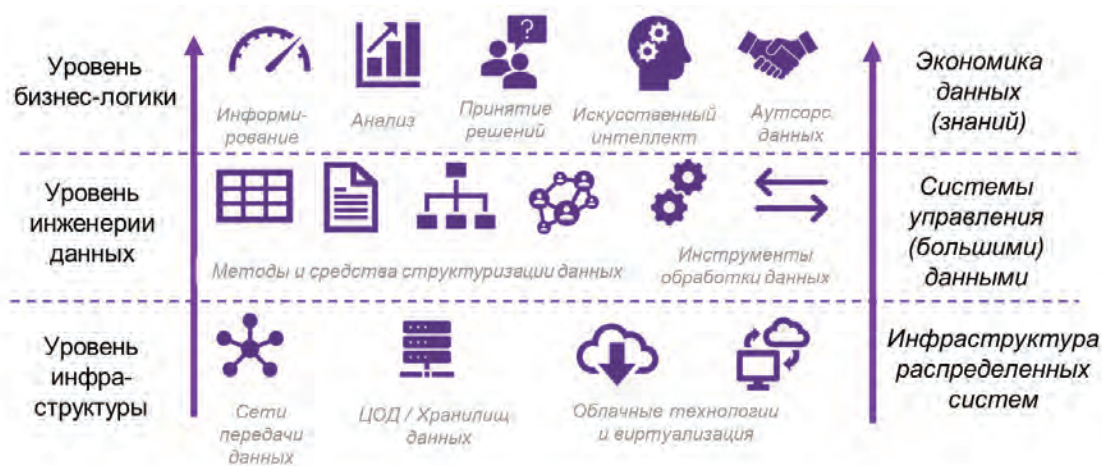 Уровень
бизнес-логики
Информи-
рование
Анализ
Принятие
решений
?
Искусственный
интеллект
Аутсорс
данных
Экономика
данных
(знаний)
Уровень
инженерии
данных
Методы и средства структуризации данных
Инструменты
обработки данных
Системы
управления
(большими)
данными
Уровень
инфра-
структуры
Сети
передачи
данных
ЦОД / Хранилищ
данных
Облачные технологии
и виртуализация
Инфраструктура
распределенных
систем